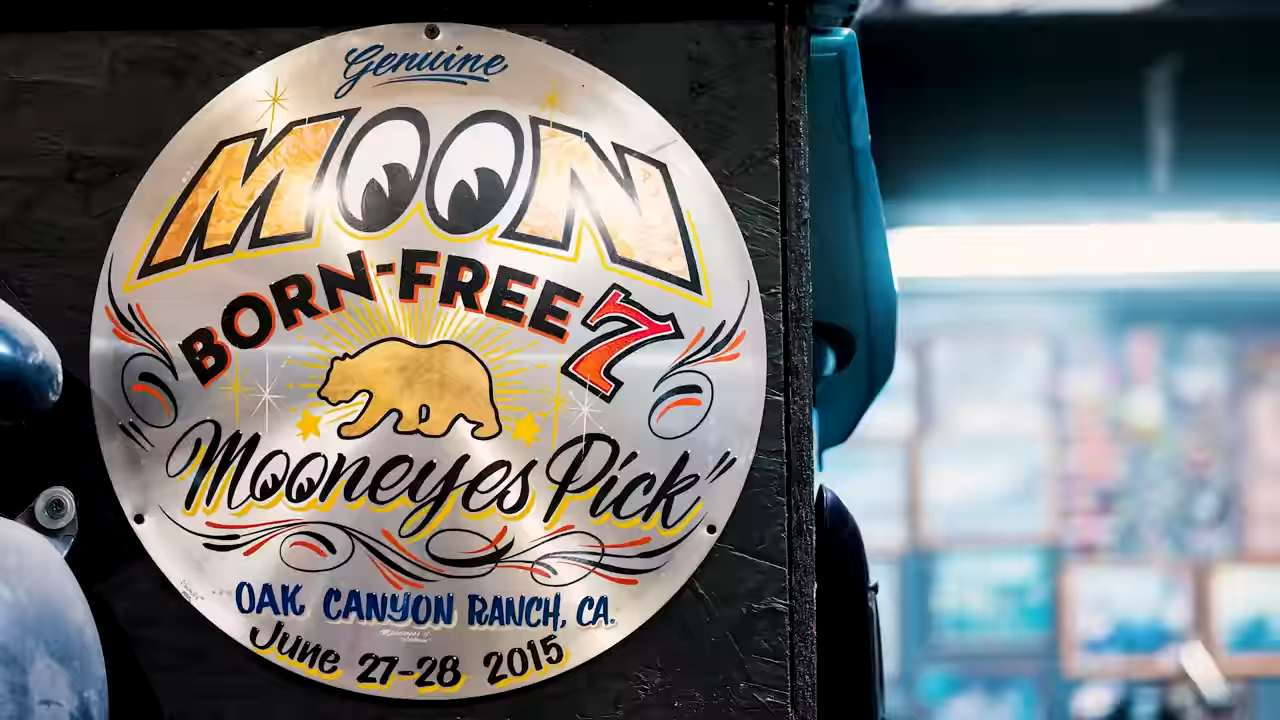 Genuine
MOON
BORN-FREE 7
Mooneyes Pick"
OAK CANYON RANCH, CA.
June 27-28 2015